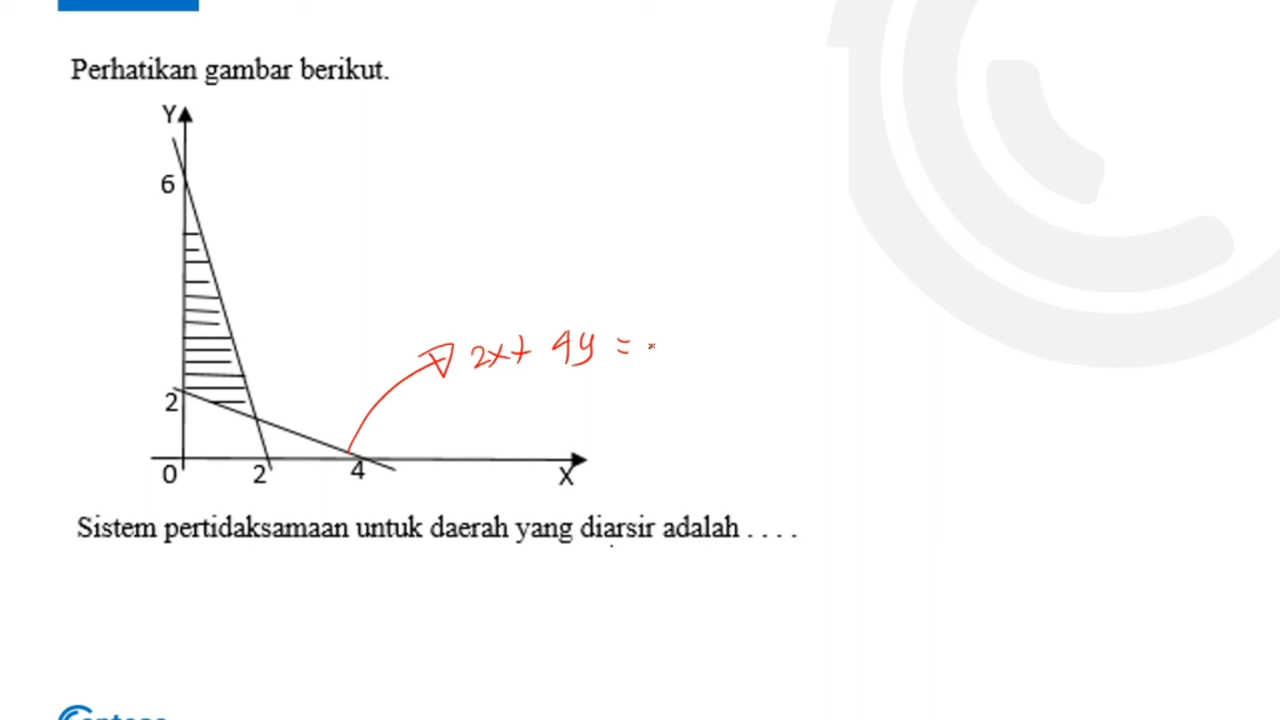 Perhatikan gambar berikut.
Y
6
2x + 4y =
2
0 2 4 X
Sistem pertidaksamaan untuk daerah yang diarsir adalah . . . .